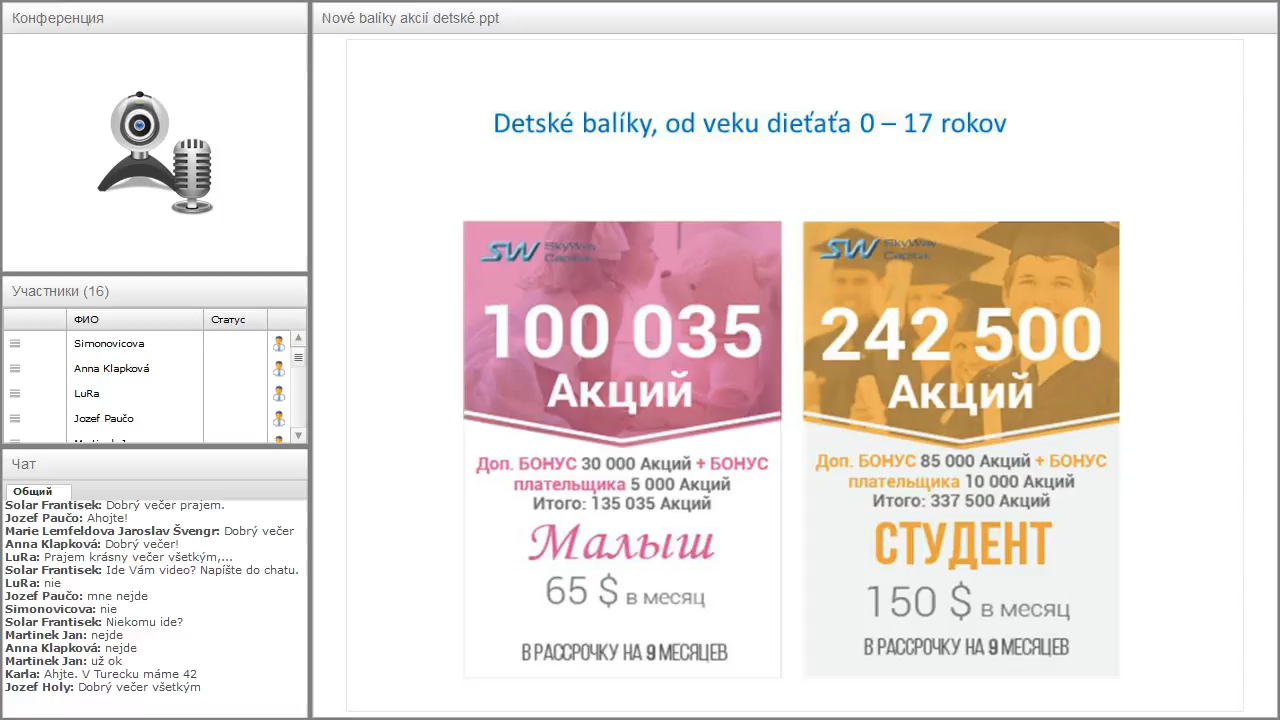 Конференция
Участники (16)
ФИО
Статус
Simonovicova
Anna Klapková
LuRa
Jozef Paučo
Чат
Общий
Solar Frantisek: Dobrý večer prajem.
Jozef Paučo: Ahojte!
Marie Lemfeldova Jaroslav Švengr: Dobrý večer
Anna Klapková: Dobrý večer!
LuRa: Prajem krásny večer všetkým,...
Solar Frantisek: Ide Vám video? Napíšte do chatu.
LuRa: nie
Jozef Paučo: mne nejde
Simonovicova: nie
Solar Frantisek: Niekomu ide?
Martinek Jan: nejde
Anna Klapková: nejde
Martinek Jan: už ok
Karla: Ahjte. V Turecku máme 42
Jozef Holy: Dobrý večer všetkým
Nové balíky akcií detské.ppt
Detské balíky, od veku dieťaťa 0 – 17 rokov
SW SkyWay
Capital
100 035
Акций
Доп. БОНУС 30 000 Акций + БОНУС
плательщика 5 000 Акций
Итого: 135 035 Акций
Малыш
65 $ в месяц
В РАССРОЧКУ НА 9 МЕСЯЦЕВ
SW SkyWay
Capital
242 500
Акций
Доп. БОНУС 85 000 Акций + БОНУС
плательщика 10 000 Акций
Итого: 337 500 Акций
СТУДЕНТ
150 $ в месяц
В РАССРОЧКУ НА 9 МЕСЯЦЕВ